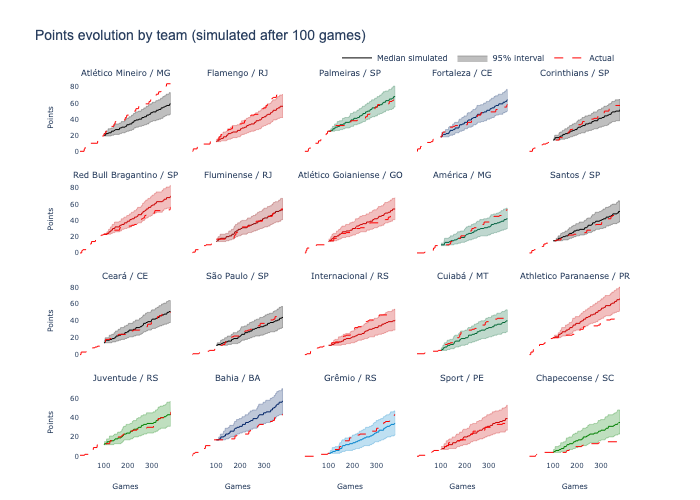 Points evolution by team (simulated after 100 games)
Median simulated 95% interval Actual
Atlético Mineiro / MG Flamengo / RJ Palmeiras / SP Fortaleza / CE Corinthians / SP
80
60
40
20
0
Points
Red Bull Bragantino / SP Fluminense / RJ Atlético Goianiense / GO América / MG Santos / SP
80
60
40
20
0
Points
Ceará / CE São Paulo / SP Internacional / RS Cuiabá / MT Athletico Paranaense / PR
80
60
40
20
0
Points
Juventude / RS Bahia / BA Grêmio / RS Sport / PE Chapecoense / SC
60
40
20
0
Points
100 200 300 100 200 300 100 200 300 100 200 300 100 200 300
Games Games Games Games Games